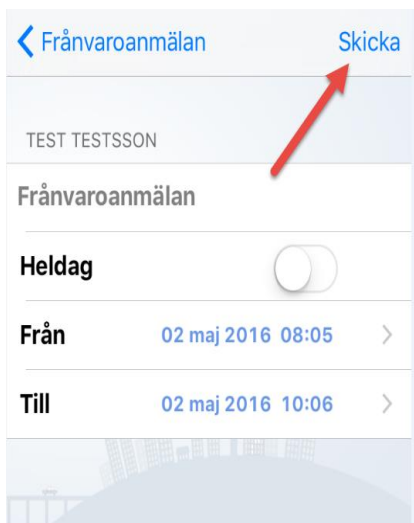 Frånvaroanmälan Skicka
TEST TESTSSON
Frånvaroanmälan
Heldag
Från 02 maj 2016 08:05
Till 02 maj 2016 10:06